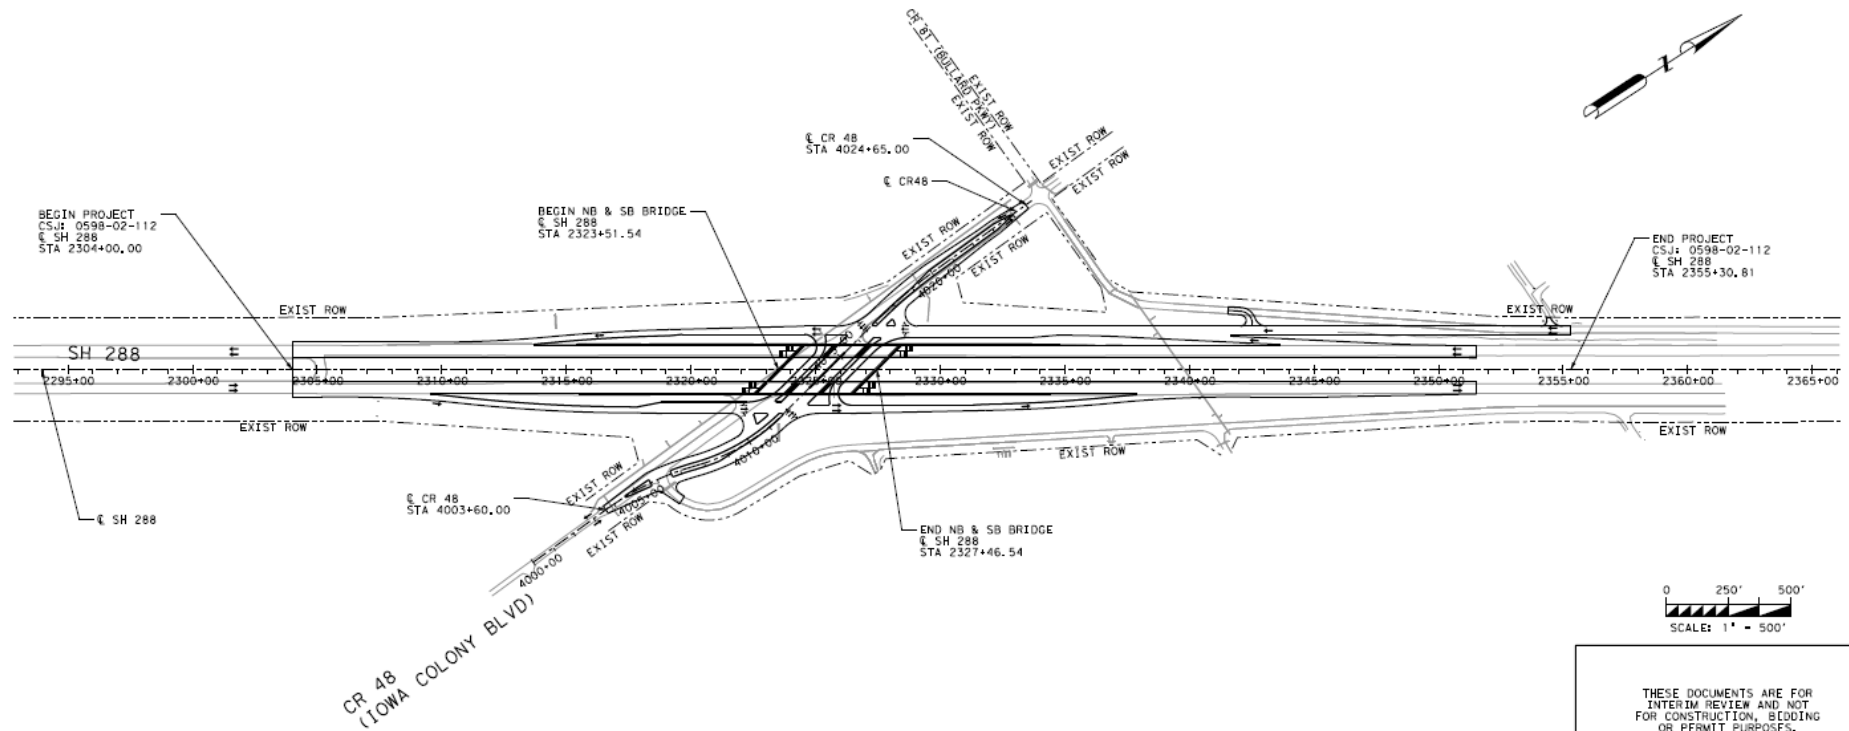 CR 81 (BULLARD PKWY)
EXIST ROW
EXIST ROW
Z
℄ CR 48
STA 4024+65.00
EXIST ROW
EXIST ROW
℄ CR48
BEGIN PROJECT
CSJ: 0598-02-112
℄ SH 288
STA 2304+00.00
BEGIN NB & SB BRIDGE
℄ SH 288
STA 2323+51.54
EXIST ROW
EXIST ROW
END PROJECT
CSJ: 0598-02-112
℄ SH 288
STA 2355+30.81
4020+00
EXIST ROW
EXIST ROW
SH 288
2295+00
2300+00
2305+00
2310+00
2315+00
2320+00
2330+00
2335+00
2340+00
2345+00
2350+00
2355+00
2360+00
2365+00
EXIST ROW
EXIST ROW
4010+00
EXIST ROW
EXIST ROW
℄ CR 48
STA 4003+60.00
4005+00
EXIST ROW
℄ SH 288
END NB & SB BRIDGE
℄ SH 288
STA 2327+46.54
4000+00
CR 48
(IOWA COLONY BLVD)
0 250' 500'
SCALE: 1" = 500'
THESE DOCUMENTS ARE FOR
INTERIM REVIEW AND NOT
FOR CONSTRUCTION, BIDDING
OR PERMIT PURPOSES.